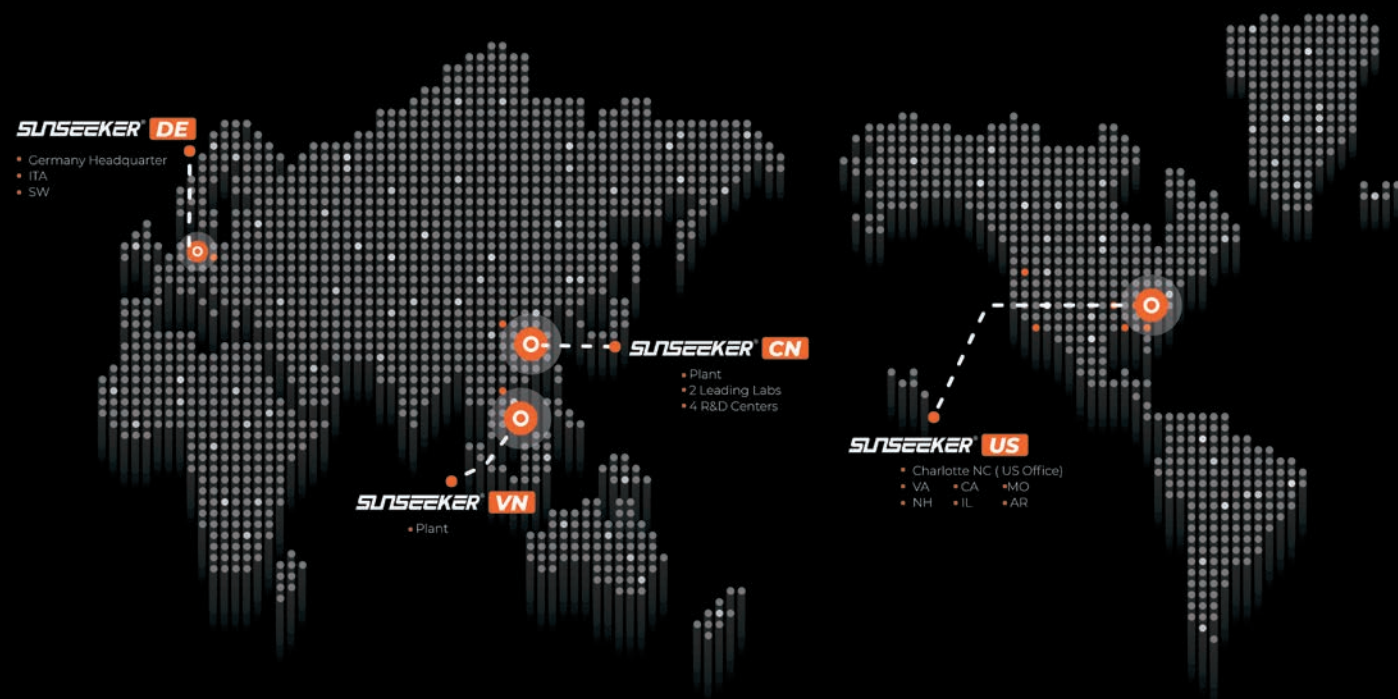 SUNSEEKER® DE
• Germany Headquarter
• ITA
• SW
SUNSEEKER® CN
• Plant
• 2 Leading Labs
• 4 R&D Centers
SUNSEEKER® VN
• Plant
SUNSEEKER® US
• Charlotte NC ( US Office)
• VA • CA • MO
• NH • IL • AR